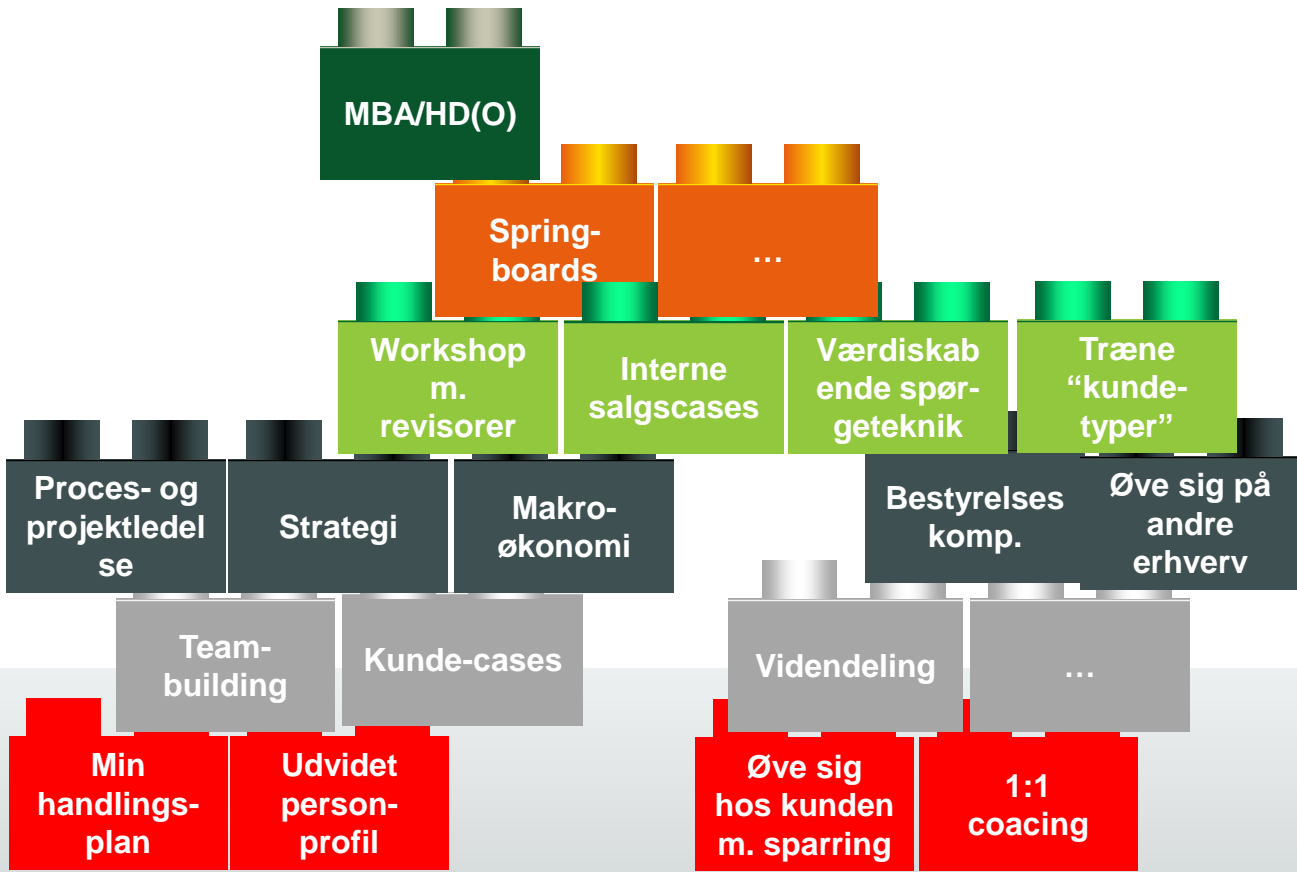 MBA/HD(O)
Spring-
boards
…
Workshop
m.
revisorer
Interne
salgscases
Værdiskab
ende spør-
geteknik
Træne
“kunde-
typer”
Proces- og
projektledel
se
Strategi
Makro-
økonomi
Bestyrelses
komp.
Øve sig på
andre
erhverv
Team-
building
Kunde-cases
Videndeling
…
Min
handlings-
plan
Udvidet
person-
profil
Øve sig
hos kunden
m. sparring
1:1
coacing